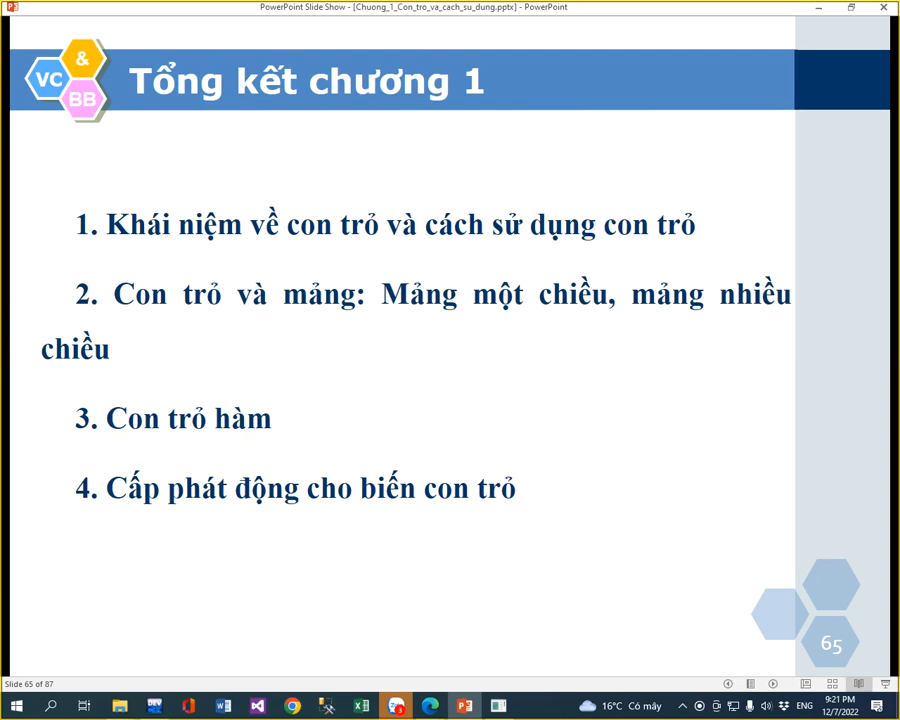 PowerPoint Slide Show - [Chuong_1_Con_tro_va_cach_su_dung.pptx] - PowerPoint
&
VC
BB
Tổng kết chương 1
1. Khái niệm về con trỏ và cách sử dụng con trỏ
2. Con trỏ và mảng: Mảng một chiều, mảng nhiều
chiều
3. Con trỏ hàm
4. Cấp phát động cho biến con trỏ
65
Slide 65 of 87
16°C Có mây
ENG
9:21 PM
12/7/2022